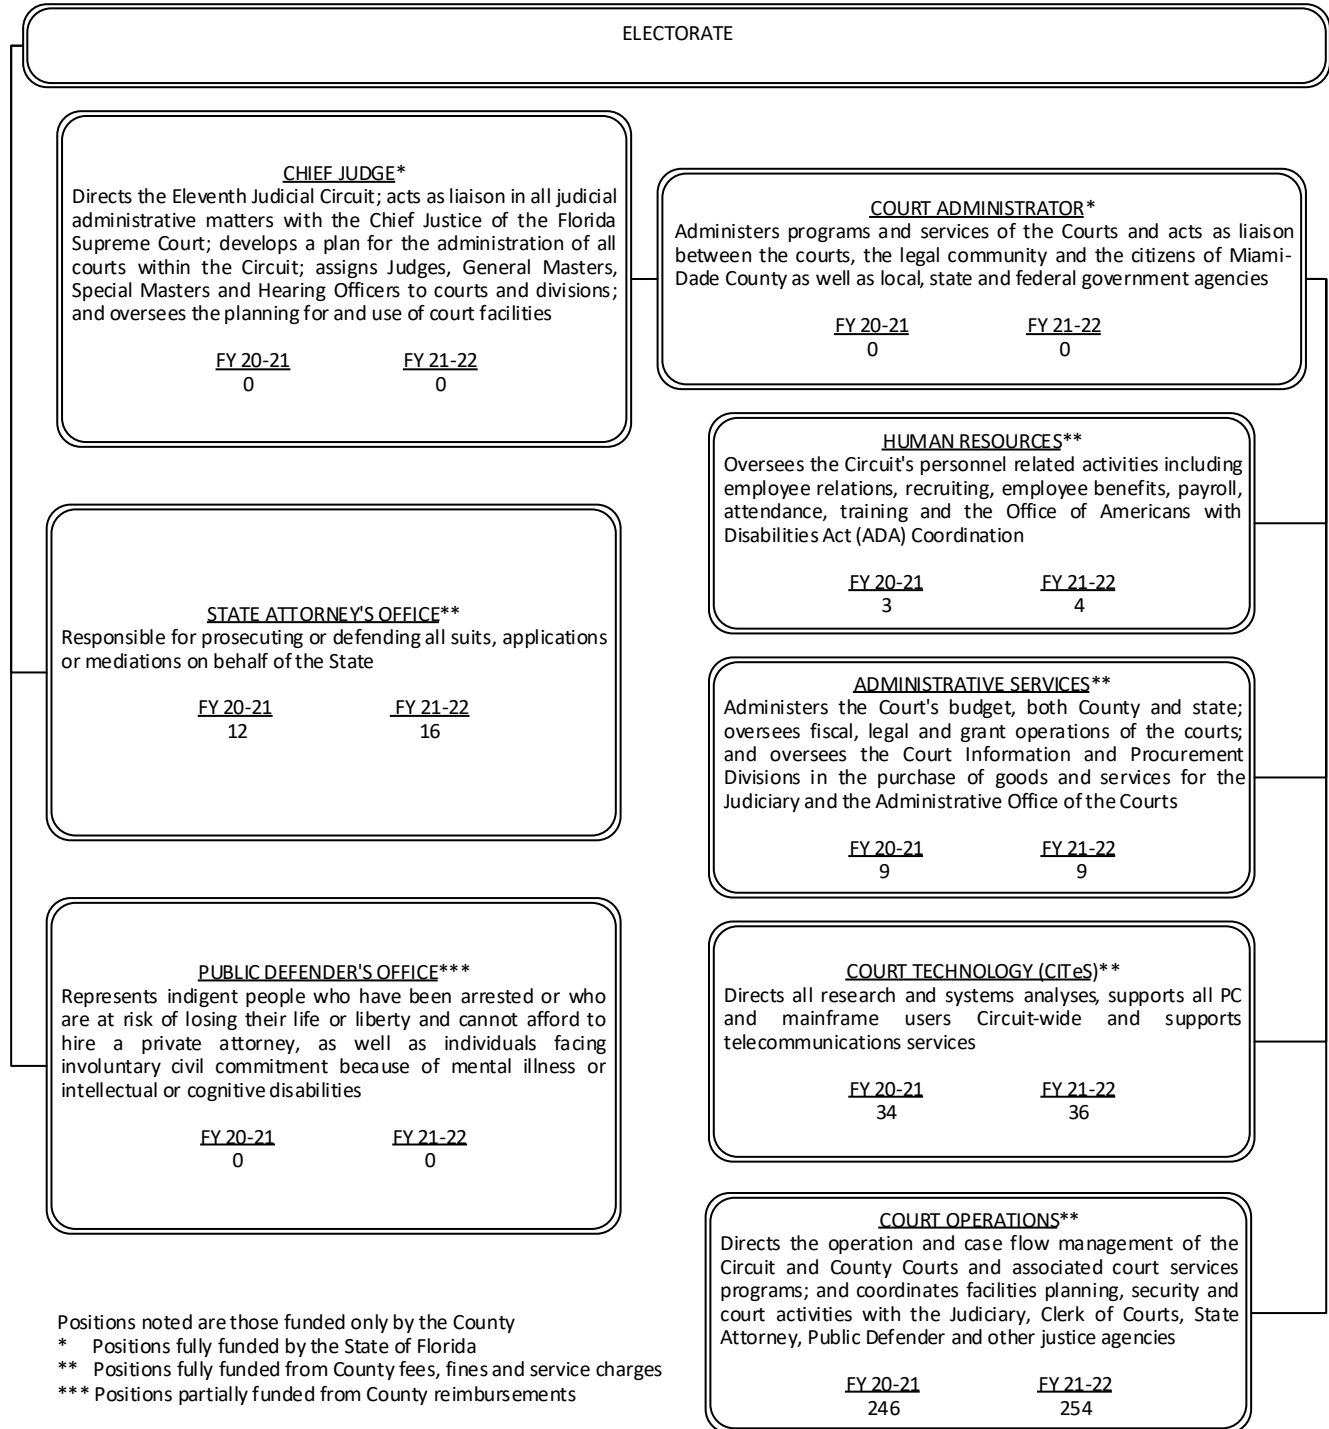 ELECTORATE
CHIEF JUDGE*
Directs the Eleventh Judicial Circuit; acts as liaison in all judicial
administrative matters with the Chief Justice of the Florida
Supreme Court; develops a plan for the administration of all
courts within the Circuit; assigns Judges, General Masters,
Special Masters and Hearing Officers to courts and divisions;
and oversees the planning for and use of court facilities
FY 20-21 FY 21-22
0 0
COURT ADMINISTRATOR*
Administers programs and services of the Courts and acts as liaison
between the courts, the legal community and the citizens of Miami-
Dade County as well as local, state and federal government agencies
FY 20-21 FY 21-22
0 0
HUMAN RESOURCES**
Oversees the Circuit's personnel related activities including
employee relations, recruiting, employee benefits, payroll,
attendance, training and the Office of Americans with
Disabilities Act (ADA) Coordination
FY 20-21 FY 21-22
3 4
STATE ATTORNEY'S OFFICE**
Responsible for prosecuting or defending all suits, applications
or mediations on behalf of the State
FY 20-21 FY 21-22
12 16
ADMINISTRATIVE SERVICES**
Administers the Court's budget, both County and state;
oversees fiscal, legal and grant operations of the courts;
and oversees the Court Information and Procurement
Divisions in the purchase of goods and services for the
Judiciary and the Administrative Office of the Courts
FY 20-21 FY 21-22
9 9
PUBLIC DEFENDER'S OFFICE***
Represents indigent people who have been arrested or who
are at risk of losing their life or liberty and cannot afford to
hire a private attorney, as well as individuals facing
involuntary civil commitment because of mental illness or
intellectual or cognitive disabilities
FY 20-21 FY 21-22
0 0
COURT TECHNOLOGY (CITeS)**
Directs all research and systems analyses, supports all PC
and mainframe users Circuit-wide and supports
telecommunications services
FY 20-21 FY 21-22
34 36
COURT OPERATIONS**
Directs the operation and case flow management of the
Circuit and County Courts and associated court services
programs; and coordinates facilities planning, security and
court activities with the Judiciary, Clerk of Courts, State
Attorney, Public Defender and other justice agencies
FY 20-21 FY 21-22
246 254
Positions noted are those funded only by the County
* Positions fully funded by the State of Florida
** Positions fully funded from County fees, fines and service charges
*** Positions partially funded from County reimbursements